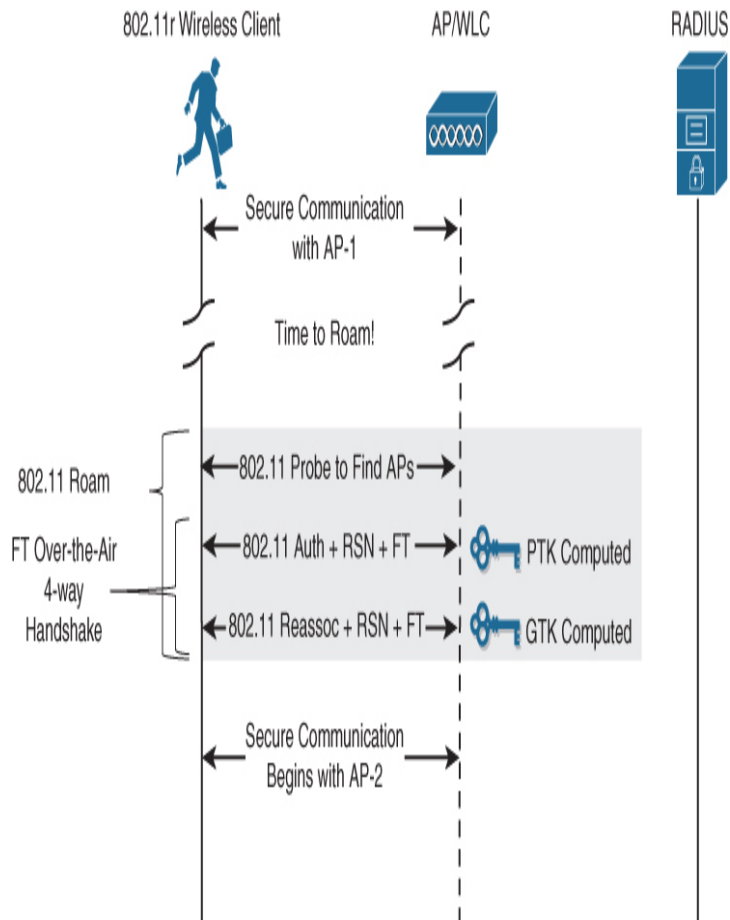 802.11r Wireless Client
AP/WLC
RADIUS
Secure Communication
with AP-1
Time to Roam!
802.11 Roam
802.11 Probe to Find APs
FT Over-the-Air
4-way
Handshake
802.11 Auth + RSN + FT
PTK Computed
802.11 Reassoc + RSN + FT
GTK Computed
Secure Communication
Begins with AP-2